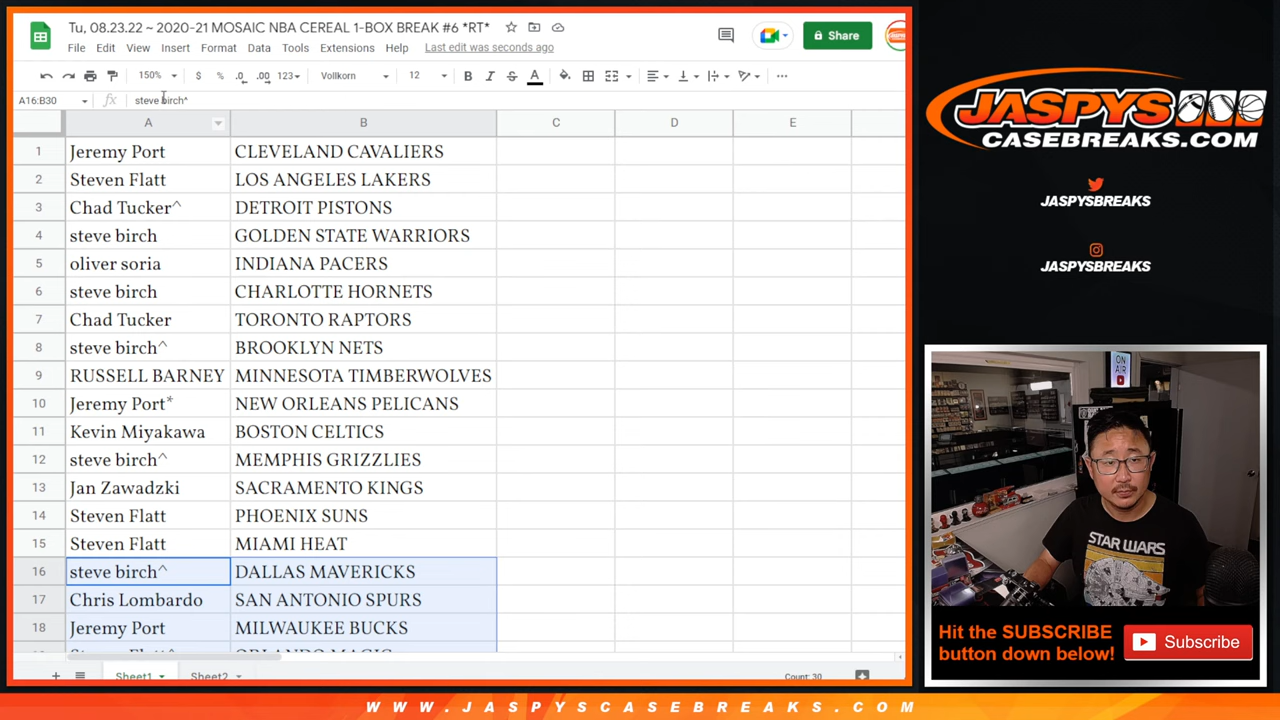 Tu, 08.23.22 ~ 2020-21 MOSAIC NBA CEREAL 1-BOX BREAK #6 *RT*
File Edit View Insert Format Data Tools Extensions Help Last edit was seconds ago
Share
150% $ % .0 .00 123 Vollkorn 12 B I S A
A16:B30 fx steve birch^
A B C D E
1 Jeremy Port CLEVELAND CAVALIERS
2 Steven Flatt LOS ANGELES LAKERS
3 Chad Tucker^ DETROIT PISTONS
4 steve birch GOLDEN STATE WARRIORS
5 oliver soria INDIANA PACERS
6 steve birch CHARLOTTE HORNETS
7 Chad Tucker TORONTO RAPTORS
8 steve birch^ BROOKLYN NETS
9 RUSSELL BARNEY MINNESOTA TIMBERWOLVES
10 Jeremy Port* NEW ORLEANS PELICANS
11 Kevin Miyakawa BOSTON CELTICS
12 steve birch^ MEMPHIS GRIZZLIES
13 Jan Zawadzki SACRAMENTO KINGS
14 Steven Flatt PHOENIX SUNS
15 Steven Flatt MIAMI HEAT
16 steve birch^ DALLAS MAVERICKS
17 Chris Lombardo SAN ANTONIO SPURS
18 Jeremy Port MILWAUKEE BUCKS
Sheet1 Sheet2 Count: 30
JASPYS
CASEBREAKS.COM
JASPYSBREAKS
JASPYSBREAKS
ON
AIR
STAR WARS
Hit the SUBSCRIBE
button down below!
Subscribe
WWW.JASPYSCASEBREAKS.COM